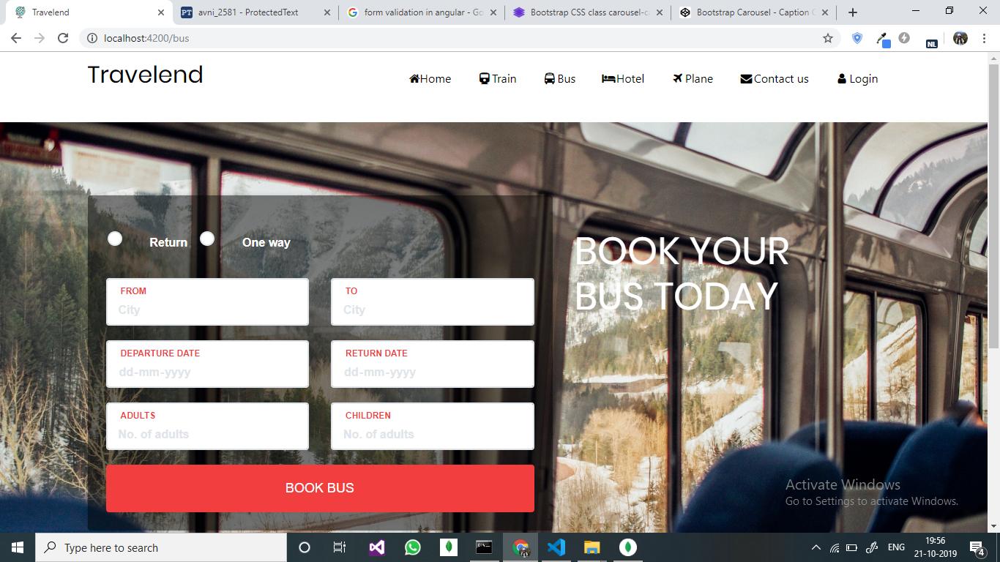 Travelend
PT avni_2581 - ProtectedText
form validation in angular - Go
Bootstrap CSS class carousel-c
Bootstrap Carousel - Caption
localhost:4200/bus
NL
Travelend
Home Train Bus Hotel Plane Contact us Login
Return One way
BOOK YOUR
BUS TODAY
FROM
City
TO
City
DEPARTURE DATE
dd-mm-yyyy
RETURN DATE
dd-mm-yyyy
ADULTS
No. of adults
CHILDREN
No. of adults
BOOK BUS
Activate Windows
Go to Settings to activate Windows.
Type here to search
ENG
19:56
21-10-2019
4